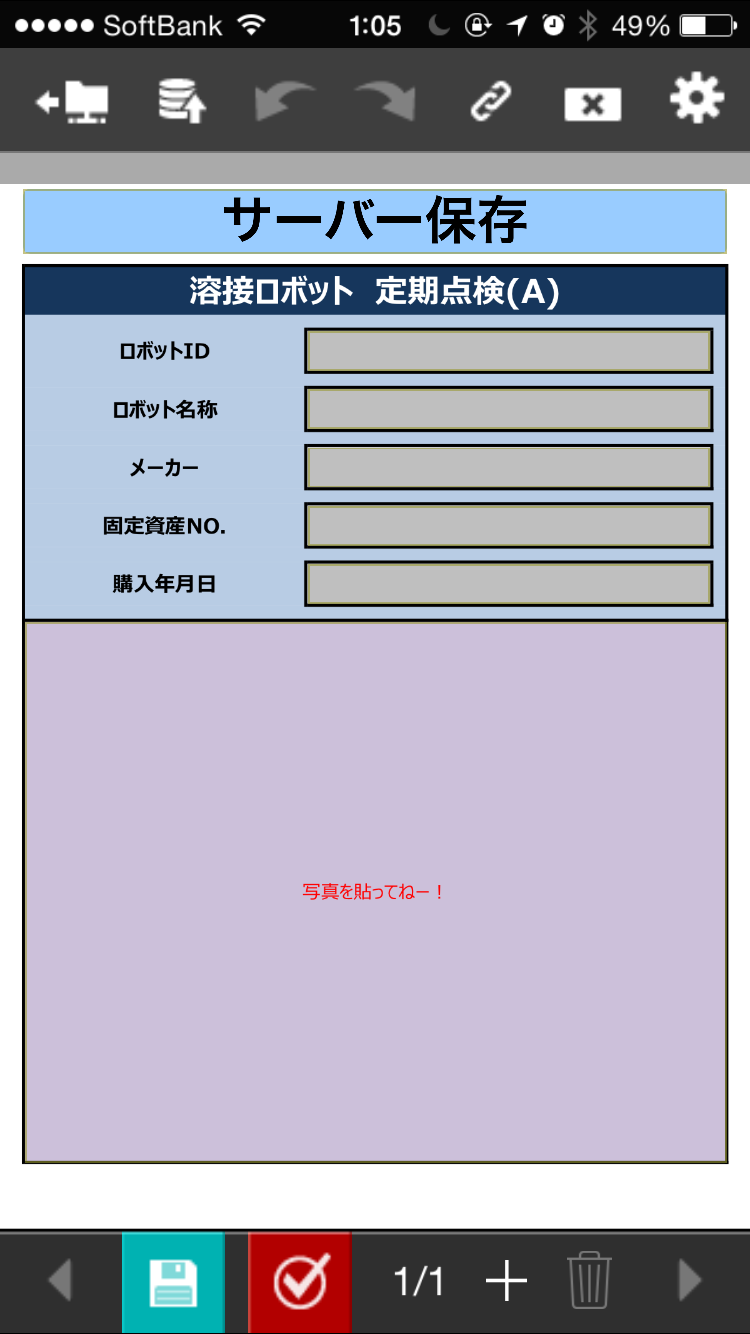 SoftBank 1:05 49%
サーバー保存
溶接ロボット 定期点検(A)
ロボットID
ロボット名称
メーカー
固定資産NO.
購入年月日
写真を貼ってねー！
1/1